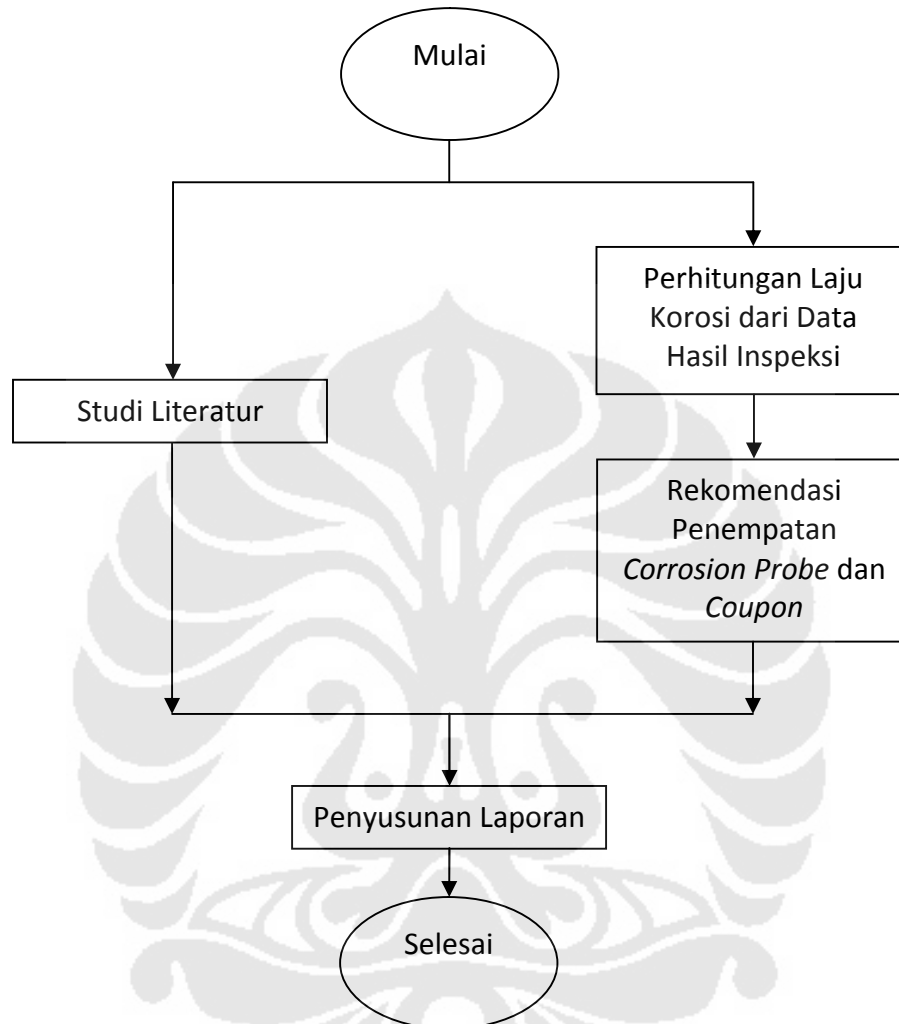 Mulai
Perhitungan Laju
Korosi dari Data
Hasil Inspeksi
Studi Literatur
Rekomendasi
Penempatan
Corrosion Probe dan
Coupon
Penyusunan Laporan
Selesai